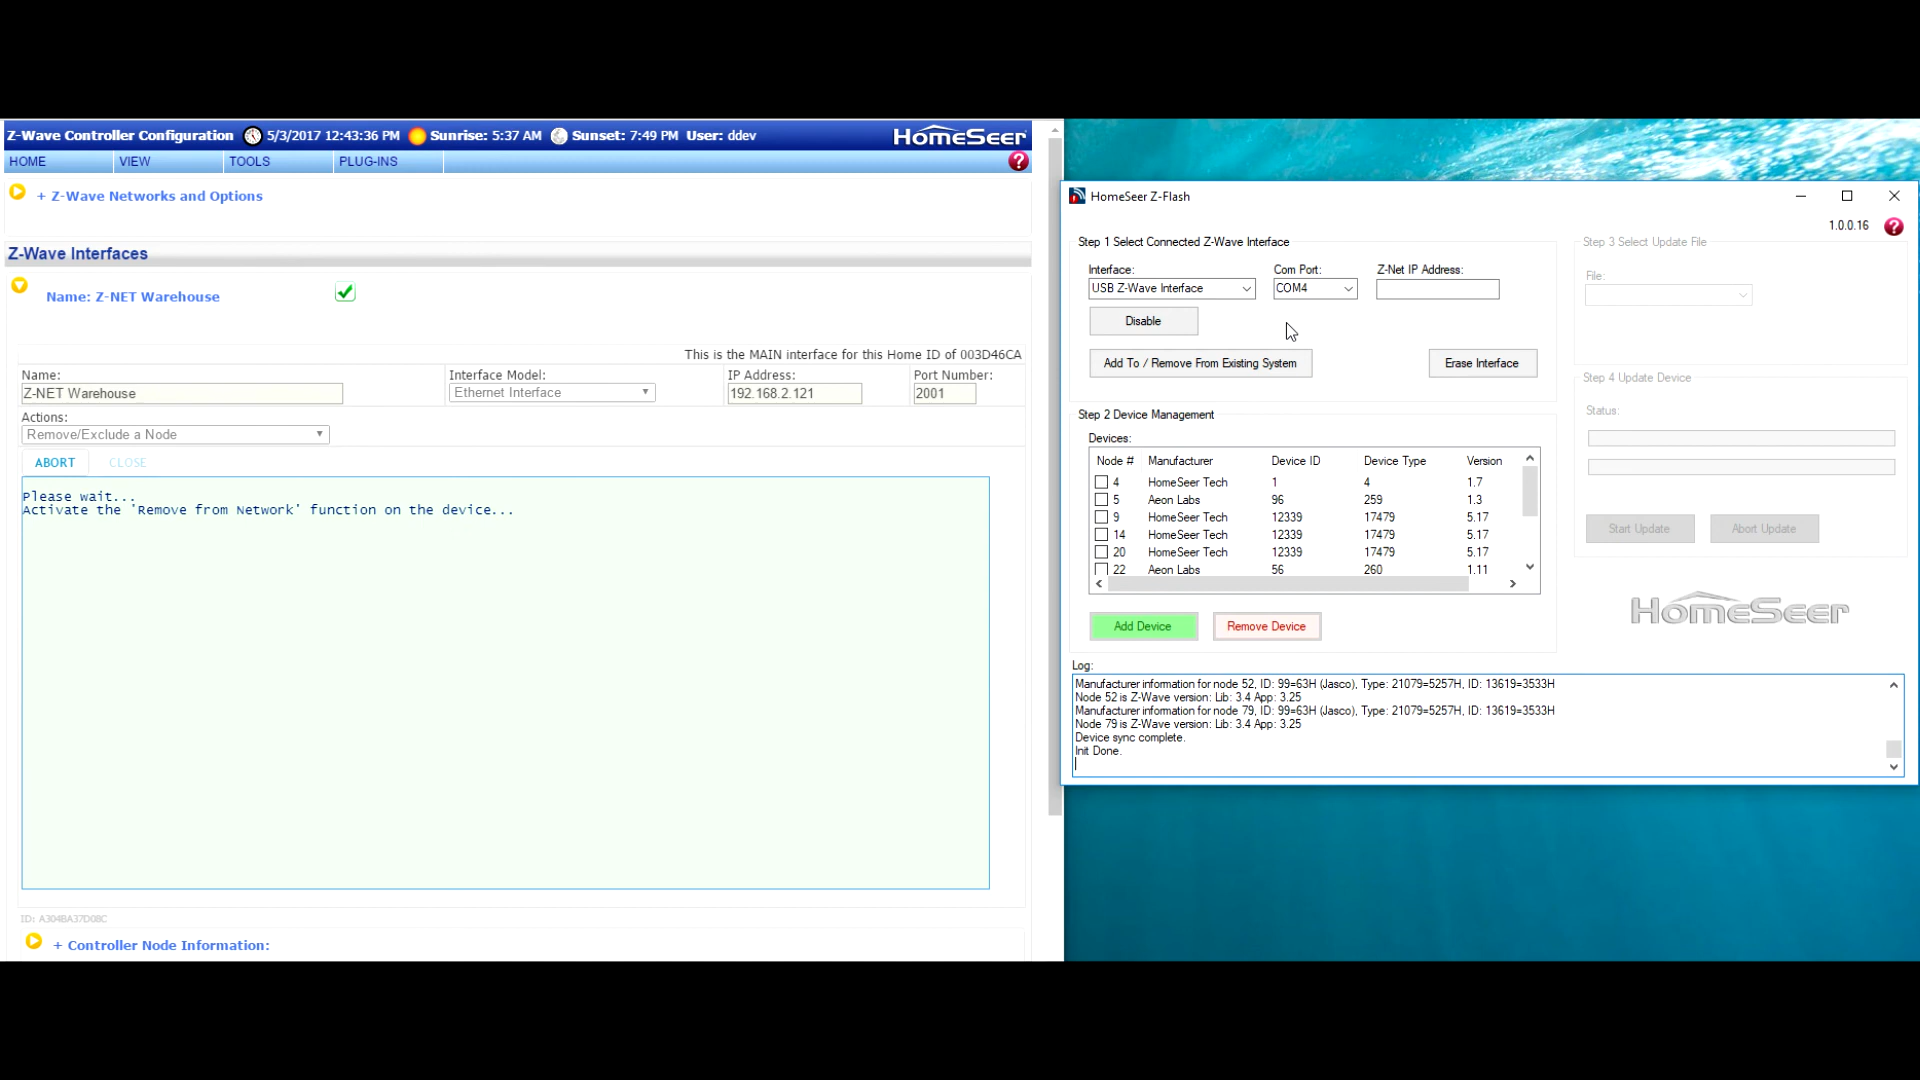 Z-Wave Controller Configuration 5/3/2017 12:43:36 PM Sunrise: 5:37 AM Sunset: 7:49 PM User: ddev HomeSeer
HOME VIEW TOOLS PLUG-INS ?
+ Z-Wave Networks and Options
Z-Wave Interfaces
Name: Z-NET Warehouse
This is the MAIN interface for this Home ID of 003D46CA
Name: Interface Model: IP Address: Port Number:
Z-NET Warehouse Ethernet Interface 192.168.2.121 2001
Actions:
Remove/Exclude a Node
ABORT CLOSE
Please wait...
Activate the 'Remove from Network' function on the device...
ID: A304BA37D08C
+ Controller Node Information:
HomeSeer Z-Flash
1.0.0.16 ?
Step 1 Select Connected Z-Wave Interface
Interface: Com Port: Z-Net IP Address:
USB Z-Wave Interface COM4
Disable
Add To / Remove From Existing System Erase Interface
Step 2 Device Management
Devices:
Node # Manufacturer Device ID Device Type Version
4 HomeSeer Tech 1 4 1.7
5 Aeon Labs 96 259 1.3
9 HomeSeer Tech 12339 17479 5.17
14 HomeSeer Tech 12339 17479 5.17
20 HomeSeer Tech 12339 17479 5.17
22 Aeon Labs 56 260 1.11
Add Device Remove Device
Step 3 Select Update File
File:
Step 4 Update Device
Status:
Start Update Abort Update
HomeSeer
Log:
Manufacturer information for node 52, ID: 99=63H (Jasco), Type: 21079=5257H, ID: 13619=3533H
Node 52 is Z-Wave version: Lib: 3.4 App: 3.25
Manufacturer information for node 79, ID: 99=63H (Jasco), Type: 21079=5257H, ID: 13619=3533H
Node 79 is Z-Wave version: Lib: 3.4 App: 3.25
Device sync complete.
Init Done.